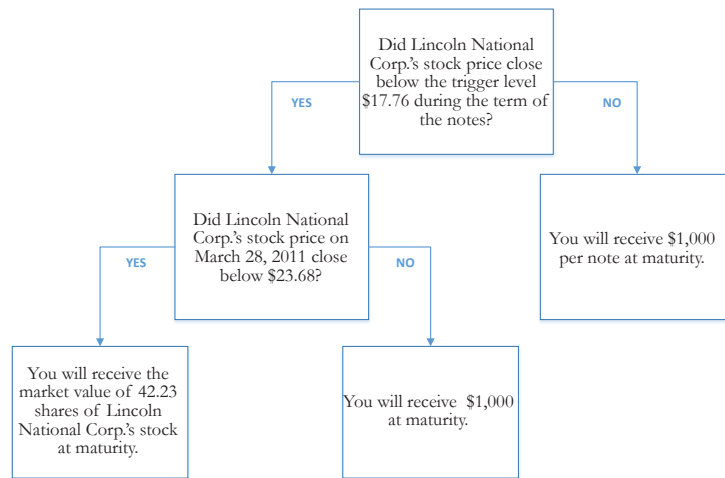 Did Lincoln National
Corp.'s stock price close
below the trigger level
$17.76 during the term of
the notes?
YES
NO
Did Lincoln National
Corp.'s stock price on
March 28, 2011 close
below $23.68?
You will receive $1,000
per note at maturity.
YES
NO
You will receive the
market value of 42.23
shares of Lincoln
National Corp.'s stock
at maturity.
You will receive $1,000
at maturity.